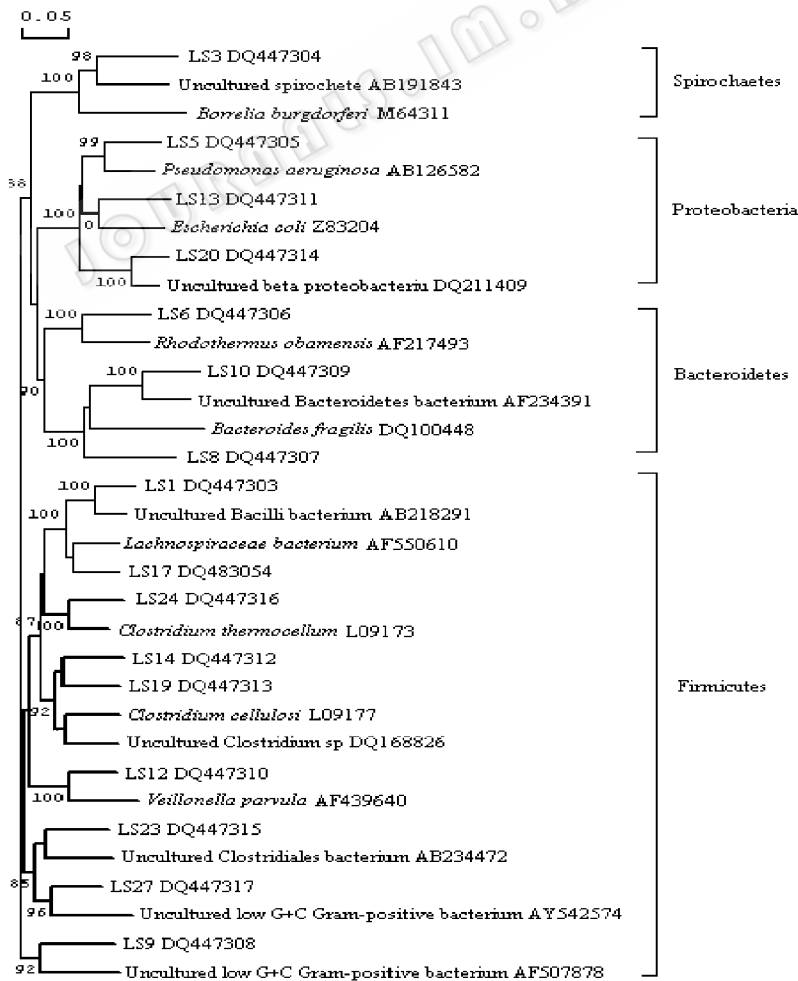 0.05
JOURNALS.IM.
98
LS3 DQ447304
100
Uncultured spirochete AB191843
Spirochaetes
Borrelia burgdorferi M64311
99
LS5 DQ447305
Pseudomonas aeruginosa AB126582
38
100
LS13 DQ447311
Proteobacteria
0
Escherichia coli Z83204
LS20 DQ447314
100
Uncultured beta proteobacteriu DQ211409
100
LS6 DQ447306
Rhodothermus obamensis AF217493
100
LS10 DQ447309
Bacteroidetes
90
Uncultured Bacteroidetes bacterium AF234391
Bacteroides fragilis DQ100448
100
LS8 DQ447307
100
LS1 DQ447303
100
Uncultured Bacilli bacterium AB218291
Lachnospiraceae bacterium AF550610
LS17 DQ483054
LS24 DQ447316
87
100
Clostridium thermocellum L09173
LS14 DQ447312
LS19 DQ447313
Firmicutes
92
Clostridium cellulosi L09177
Uncultured Clostridium sp DQ168826
LS12 DQ447310
100
Veillonella parvula AF439640
LS23 DQ447315
Uncultured Clostridiales bacterium AB234472
85
LS27 DQ447317
96
Uncultured low G+C Gram-positive bacterium AY542574
LS9 DQ447308
92
Uncultured low G+C Gram-positive bacterium AF507878